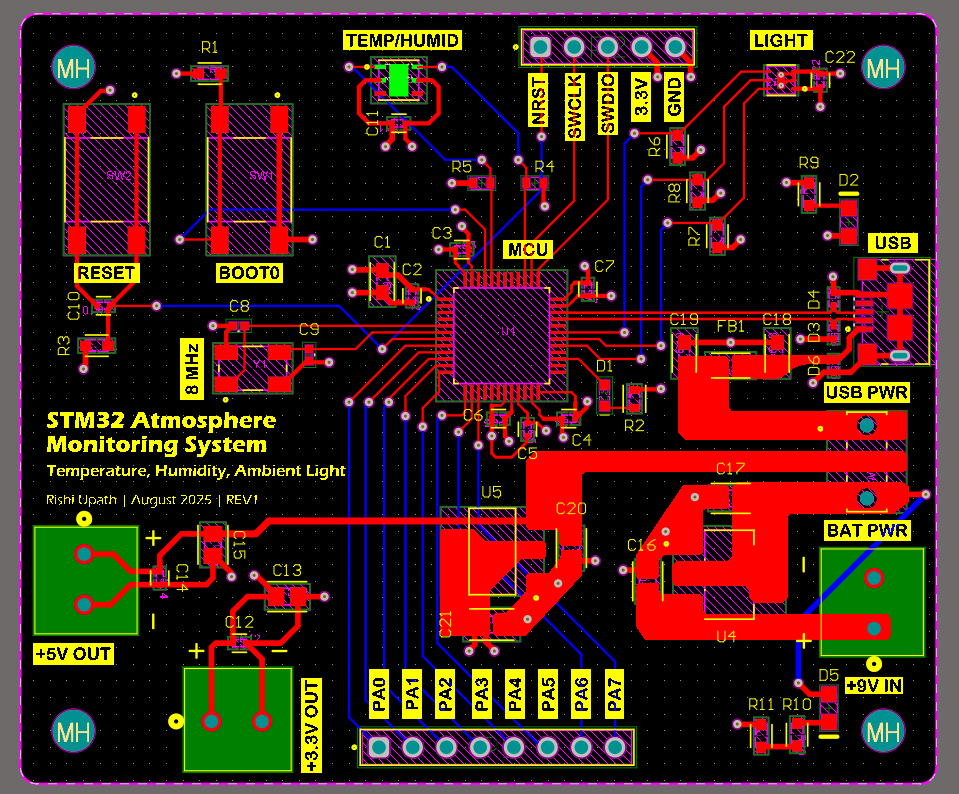 TEMP/HUMID
LIGHT
R1
C22
MH
MH
NRST
SWCLK
SWDIO
3.3V
GND
C11
R6
R5
R4
R9
D2
SW2
SW1
R8
R7
C3
MCU
USB
C1
C2
C7
RESET
BOOT0
C10
C8
C9
R3
8 MHz
Y1
U1
D4
D3
D6
C19
FB1
C18
D1
R2
USB PWR
C6
C5
C4
STM32 Atmosphere
Monitoring System
Temperature, Humidity, Ambient Light
Rishi Upath | August 2025 | REV1
C17
U5
C20
C16
BAT PWR
+
C15
C14
C13
−
−
+5V OUT
C12
+
−
C21
U4
+
+9V IN
+3.3V OUT
PA0
PA1
PA2
PA3
PA4
PA5
PA6
PA7
D5
R11
R10
MH
MH